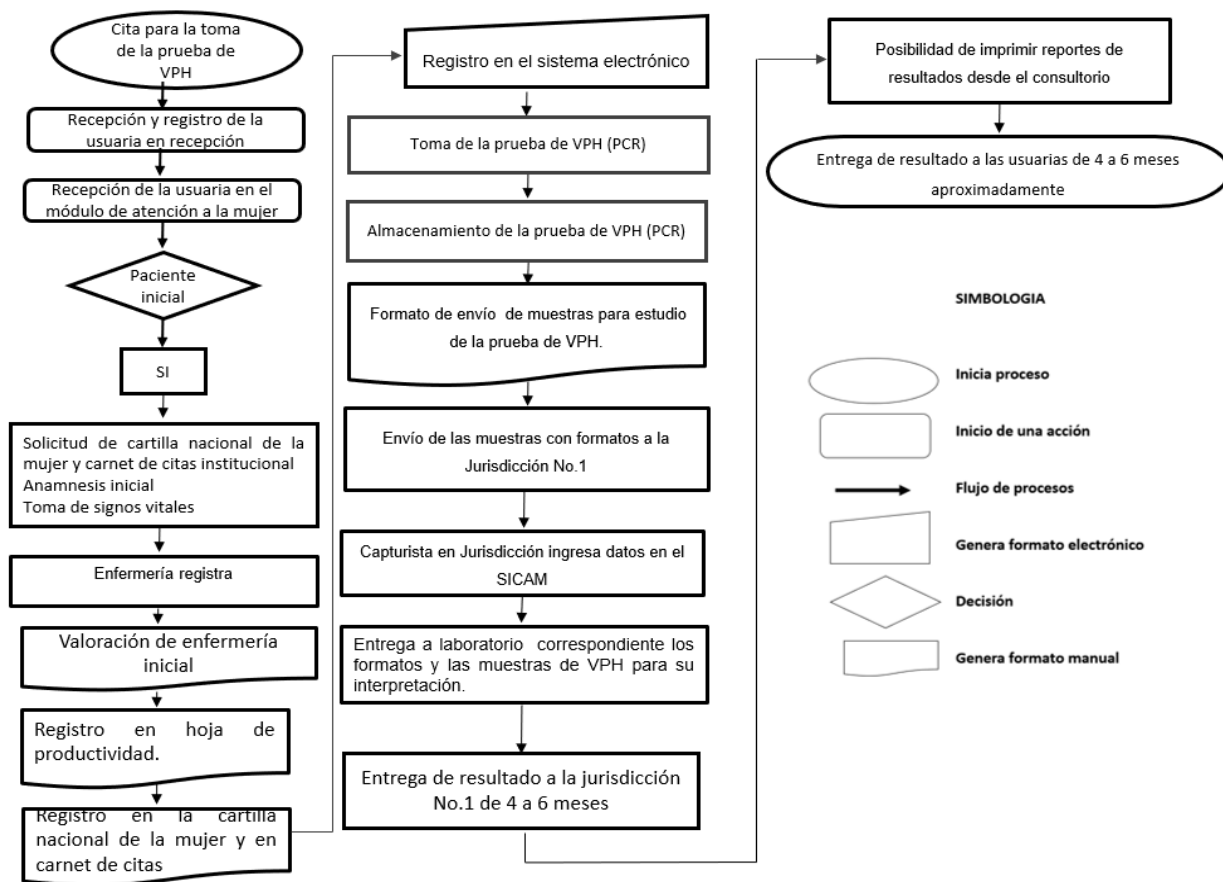 Cita para la toma
de la prueba de
VPH
Recepción y registro de la
usuaria en recepción
Recepción de la usuaria en el
módulo de atención a la mujer
Paciente
inicial
SI
Solicitud de cartilla nacional de la
mujer y carnet de citas institucional
Anamnesis inicial
Toma de signos vitales
Enfermería registra
Valoración de enfermería
inicial
Registro en hoja de
productividad.
Registro en la cartilla
nacional de la mujer y en
carnet de citas
Registro en el sistema electrónico
Toma de la prueba de VPH (PCR)
Almacenamiento de la prueba de VPH (PCR)
Formato de envío de muestras para estudio
de la prueba de VPH.
Envío de las muestras con formatos a la
Jurisdicción No.1
Capturista en Jurisdicción ingresa datos en el
SICAM
Entrega a laboratorio correspondiente los
formatos y las muestras de VPH para su
interpretación.
Entrega de resultado a la jurisdicción
No.1 de 4 a 6 meses
Posibilidad de imprimir reportes de
resultados desde el consultorio
Entrega de resultado a las usuarias de 4 a 6 meses
aproximadamente
SIMBOLOGIA
Inicia proceso
Inicio de una acción
Flujo de procesos
Genera formato electrónico
Decisión
Genera formato manual